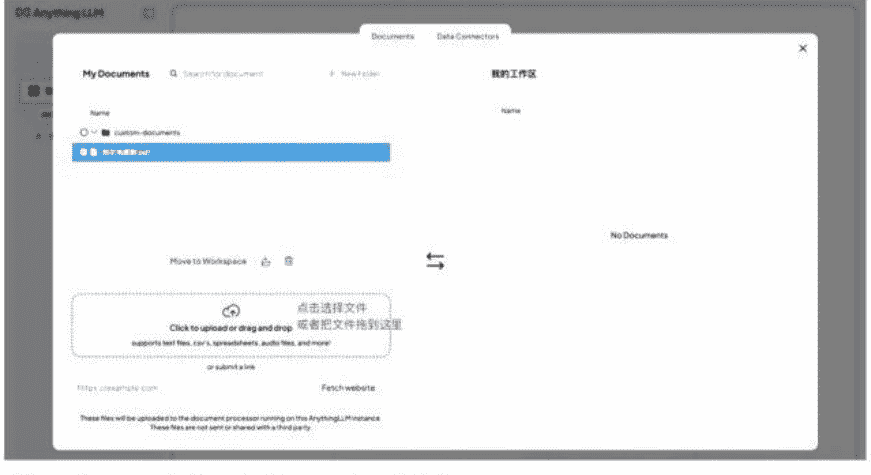 AnythingLLM
Documents Data Connectors
My Documents Search for document + New Folder 我的工作区
Name Name
custom-documents
No Documents
Move to Workspace
点击选择文件
Click to upload or drag and drop 或者把文件拖到这里
supports text files, csv's, spreadsheets, audio files, and more!
or submit a link
https://example.com Fetch website
These files will be uploaded to the document processor running on this AnythingLLM instance.
These files are not sent or shared with a third party.